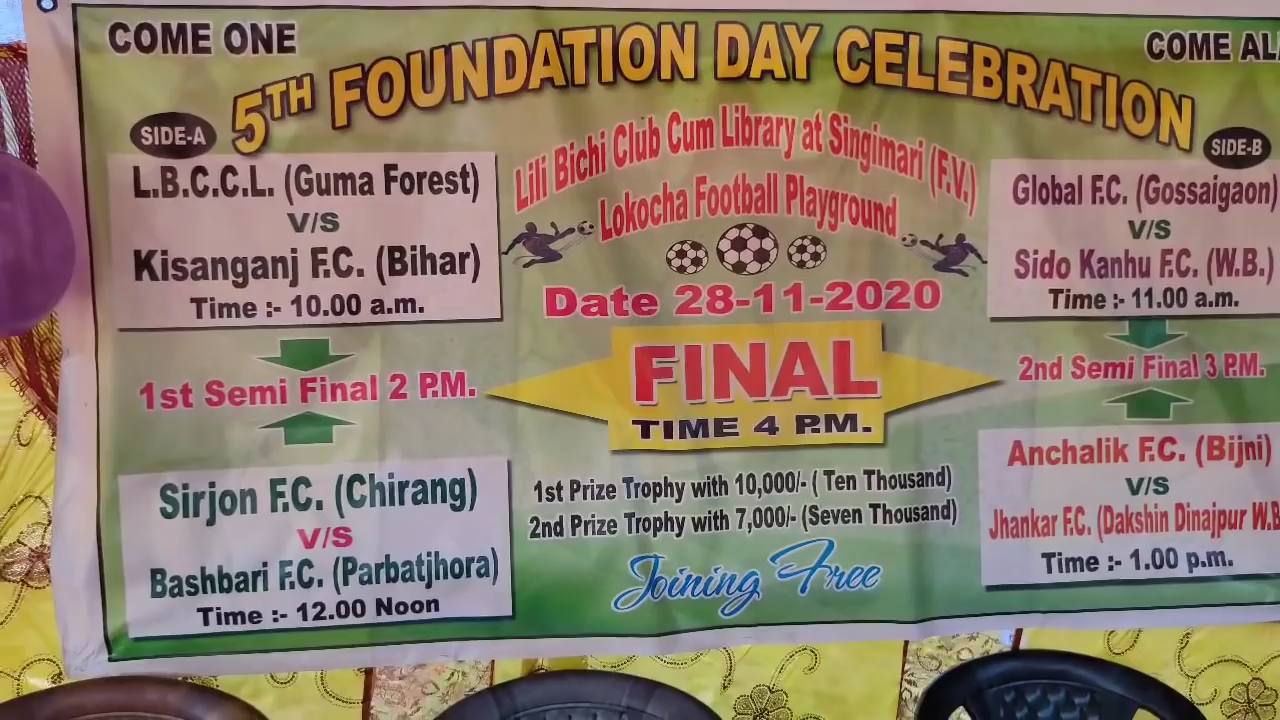 COME ONE
COME ALL
5TH FOUNDATION DAY CELEBRATION
SIDE-A
L.B.C.C.L. (Guma Forest)
V/S
Kisanganj F.C. (Bihar)
Time :- 10.00 a.m.
1st Semi Final 2 P.M.
Sirjon F.C. (Chirang)
V/S
Bashbari F.C. (Parbatjhora)
Time :- 12.00 Noon
Lili Bichi Club Cum Library at Singimari (F.V.)
Lokocha Football Playground
Date 28-11-2020
FINAL
TIME 4 P.M.
1st Prize Trophy with 10,000/- ( Ten Thousand)
2nd Prize Trophy with 7,000/- (Seven Thousand)
Joining Free
SIDE-B
Global F.C. (Gossaigaon)
V/S
Sido Kanhu F.C. (W.B.)
Time :- 11.00 a.m.
2nd Semi Final 3 P.M.
Anchalik F.C. (Bijni)
V/S
Jhankar F.C. (Dakshin Dinajpur W.B
Time :- 1.00 p.m.